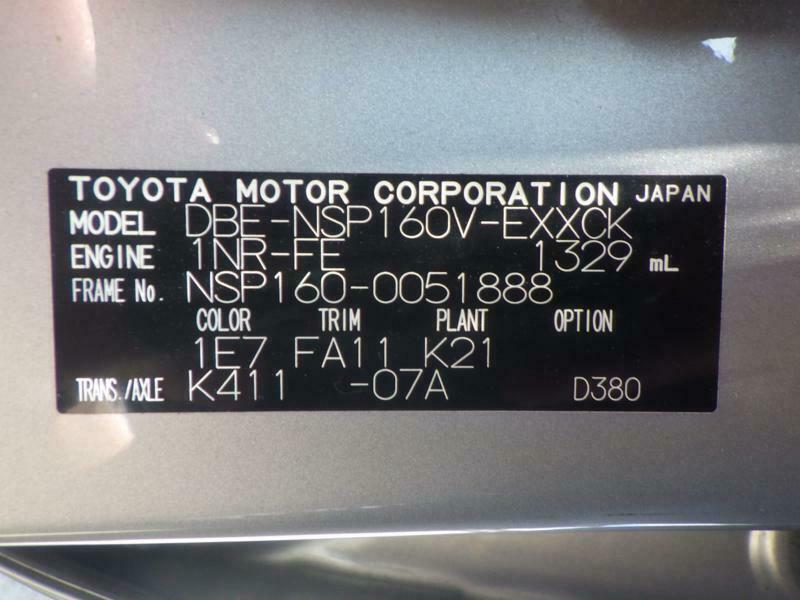 TOYOTA MOTOR CORPORATION JAPAN
MODEL DBE-NSP160V-EXXCK
ENGINE 1NR-FE 1329 mL
FRAME No. NSP160-0051888
COLOR TRIM PLANT OPTION
1E7 FA11 K21
TRANS./AXLE K411 -07A D380